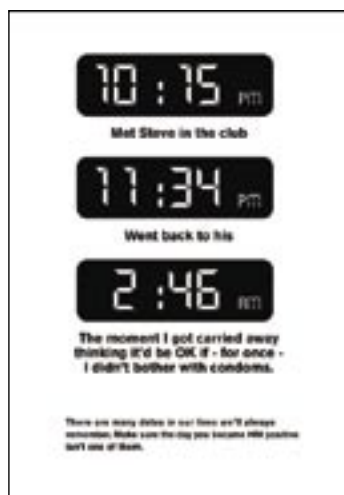 10:15 PM
Met Steve in the club
11:34 PM
Went back to his
2:46 AM
The moment I got carried away
thinking it'd be OK if - for once -
I didn't bother with condoms.
There are many dates in our lives we'll always
remember. Make sure the day you became HIV positive
isn't one of them.